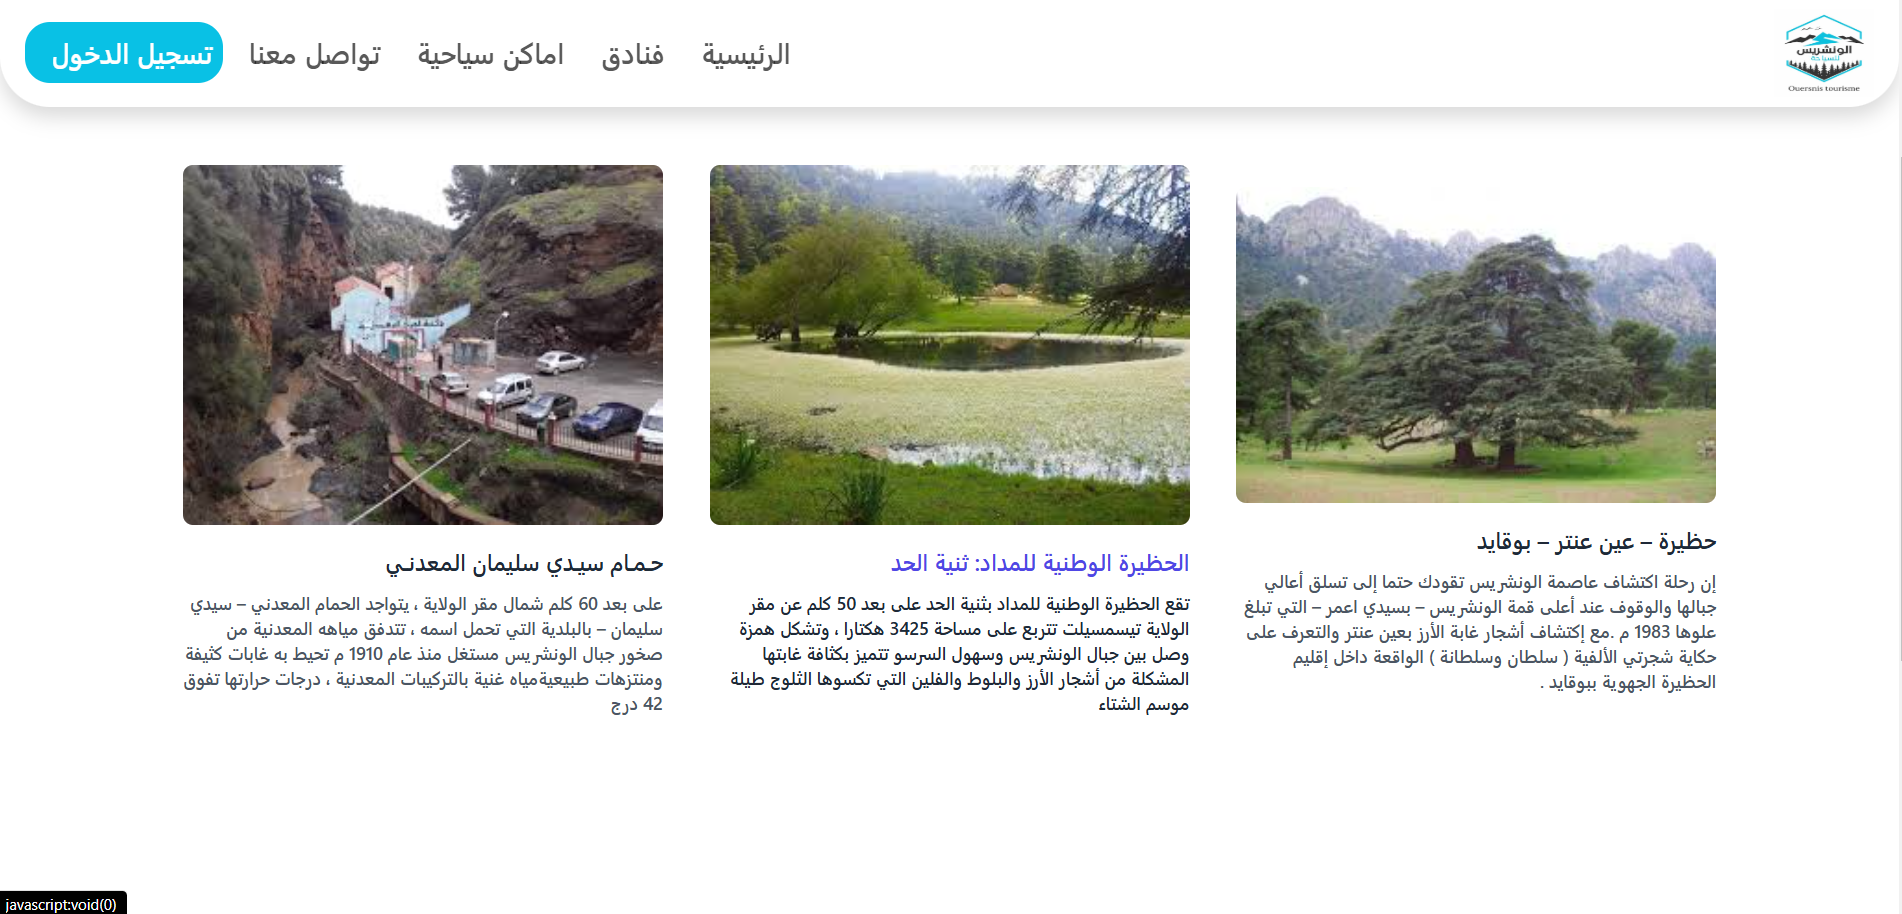 الونشريس
للسياحة
Ouersnis tourisme
الرئيسية
فنادق
اماكن سياحية
تواصل معنا
تسجيل الدخول
حظيرة – عين عنتر – بوقايد
إن رحلة اكتشاف عاصمة الونشريس تقودك حتما إلى تسلق أعالي
جبالها والوقوف عند أعلى قمة الونشريس – بسيدي اعمر – التي تبلغ
علوها 1983 م .مع إكتشاف أشجار غابة الأرز بعين عنتر والتعرف على
حكاية شجرتي الألفية ( سلطان وسلطانة ) الواقعة داخل إقليم
الحظيرة الجهوية ببوقايد .
الحظيرة الوطنية للمداد: ثنية الحد
تقع الحظيرة الوطنية للمداد بثنية الحد على بعد 50 كلم عن مقر
الولاية تيسمسيلت تتربع على مساحة 3425 هكتارا ، وتشكل همزة
وصل بين جبال الونشريس وسهول السرسو تتميز بكثافة غابتها
المشكلة من أشجار الأرز والبلوط والفلين التي تكسوها الثلوج طيلة
موسم الشتاء
حـمـام سيـدي سليمان المعدنـي
على بعد 60 كلم شمال مقر الولاية ، يتواجد الحمام المعدني – سيدي
سليمان – بالبلدية التي تحمل اسمه ، تتدفق مياهه المعدنية من
صخور جبال الونشريس مستغل منذ عام 1910 م تحيط به غابات كثيفة
ومنتزهات طبيعيةمياه غنية بالتركيبات المعدنية ، درجات حرارتها تفوق
42 درج
javascript:void(0)